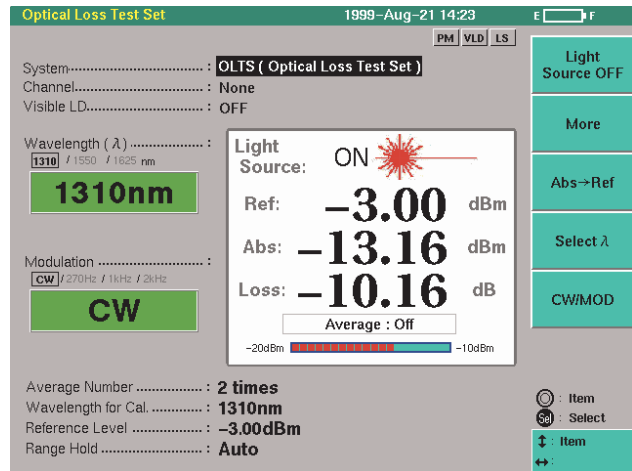 Optical Loss Test Set 1999-Aug-21 14:23 E F
PM VLD LS
System : OLTS ( Optical Loss Test Set )
Channel : None
Visible LD : OFF
Wavelength ( λ ) :
1310 / 1550 / 1625 nm
1310nm
Modulation :
CW / 270Hz / 1kHz / 2kHz
CW
Light Source: ON
Ref: −3.00 dBm
Abs: −13.16 dBm
Loss: −10.16 dB
Average : Off
−20dBm −10dBm
Average Number : 2 times
Wavelength for Cal. : 1310nm
Reference Level : −3.00dBm
Range Hold : Auto
Light
Source OFF
More
Abs→Ref
Select λ
CW/MOD
: Item
Sel : Select
↕ : Item
↔ :